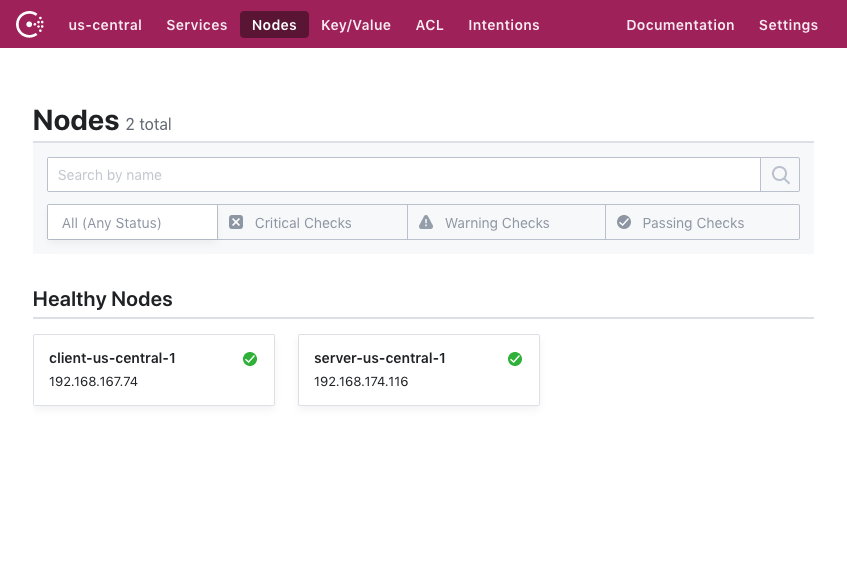 us-central Services Nodes Key/Value ACL Intentions Documentation Settings
Nodes 2 total
Search by name
All (Any Status) Critical Checks Warning Checks Passing Checks
Healthy Nodes
client-us-central-1 server-us-central-1
192.168.167.74 192.168.174.116